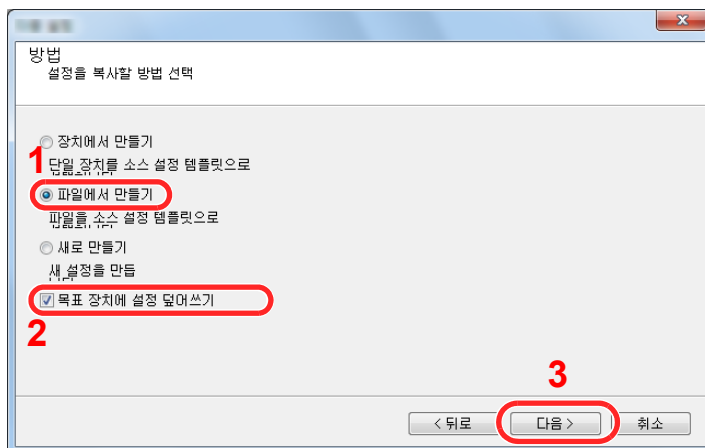 방법
설정을 복사할 방법 선택
장치에서 만들기
1
단일 장치를 소스 설정 템플릿으로
파일에서 만들기
파일을 소스 설정 템플릿으로
새로 만들기
새 설정을 만듭
목표 장치에 설정 덮어쓰기
2
3
< 뒤로 다음 > 취소